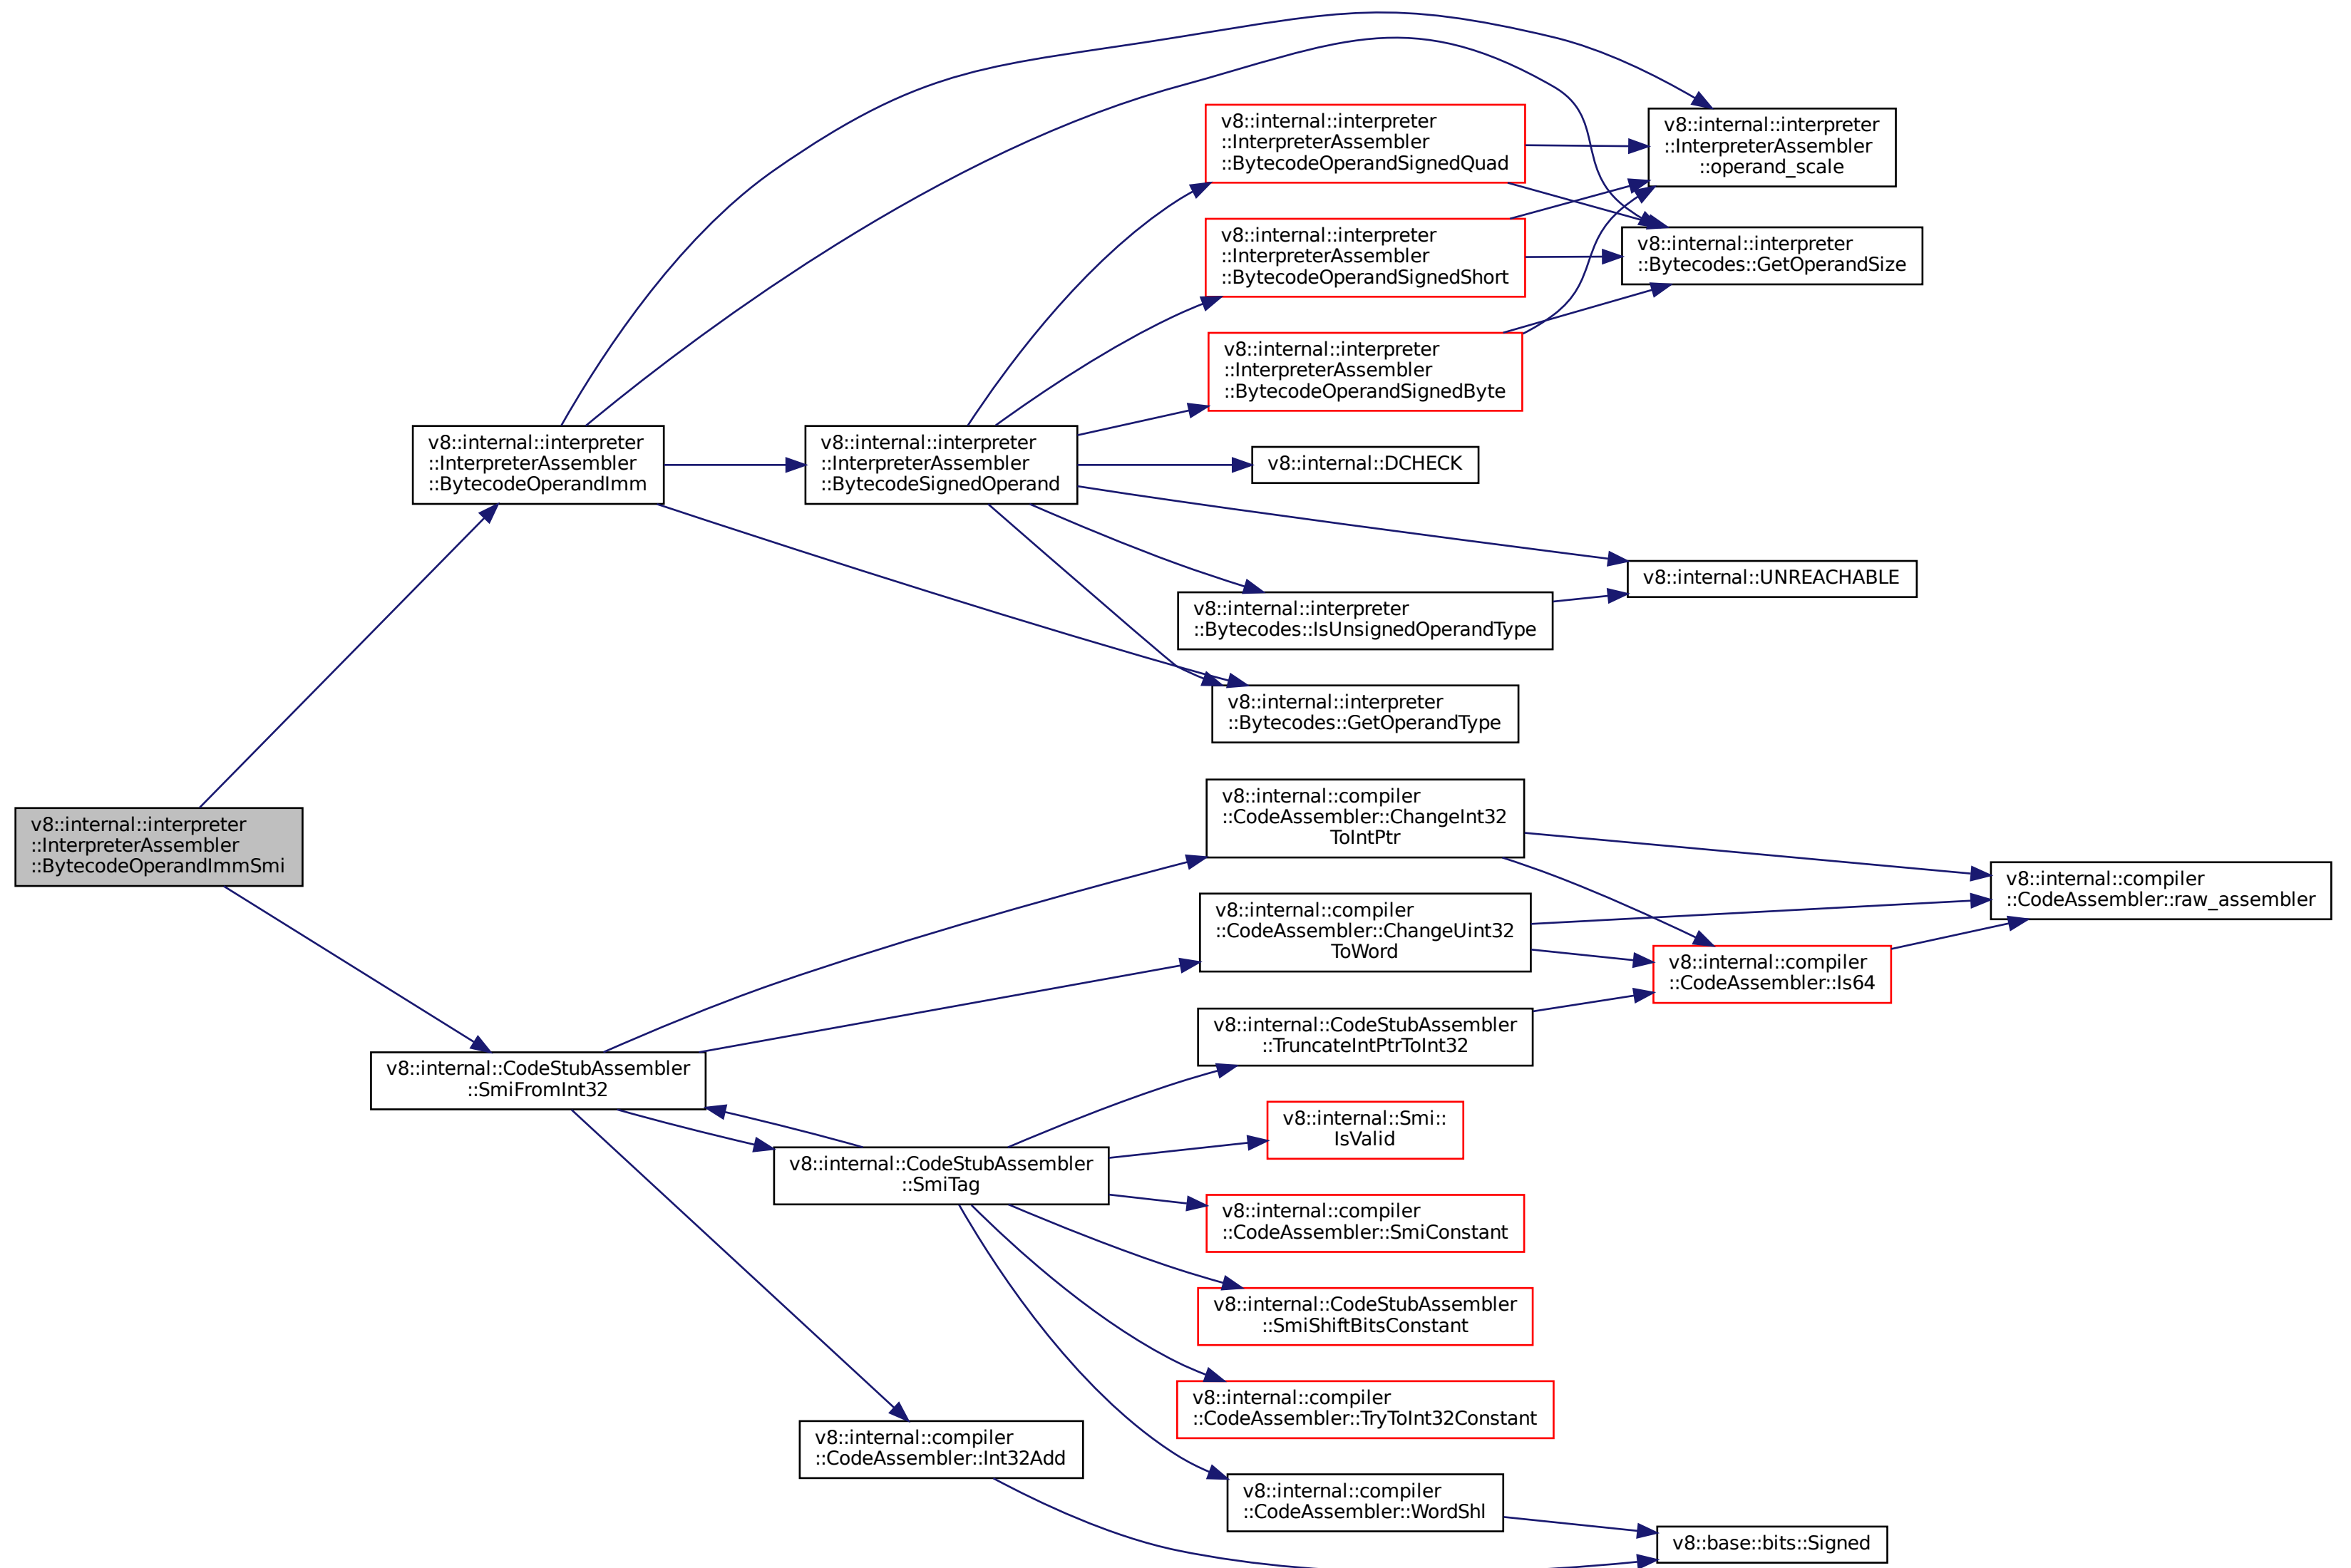 v8::internal::interpreter
::InterpreterAssembler
::BytecodeOperandImmSmi
v8::internal::interpreter
::InterpreterAssembler
::BytecodeOperandImm
v8::internal::CodeStubAssembler
::SmiFromInt32
v8::internal::interpreter
::InterpreterAssembler
::BytecodeSignedOperand
v8::internal::CodeStubAssembler
::SmiTag
v8::internal::compiler
::CodeAssembler::Int32Add
v8::internal::interpreter
::InterpreterAssembler
::BytecodeOperandSignedQuad
v8::internal::interpreter
::InterpreterAssembler
::BytecodeOperandSignedShort
v8::internal::interpreter
::InterpreterAssembler
::BytecodeOperandSignedByte
v8::internal::DCHECK
v8::internal::interpreter
::Bytecodes::IsUnsignedOperandType
v8::internal::interpreter
::Bytecodes::GetOperandType
v8::internal::compiler
::CodeAssembler::ChangeInt32
ToIntPtr
v8::internal::compiler
::CodeAssembler::ChangeUint32
ToWord
v8::internal::CodeStubAssembler
::TruncateIntPtrToInt32
v8::internal::Smi::
IsValid
v8::internal::compiler
::CodeAssembler::SmiConstant
v8::internal::CodeStubAssembler
::SmiShiftBitsConstant
v8::internal::compiler
::CodeAssembler::TryToInt32Constant
v8::internal::compiler
::CodeAssembler::WordShl
v8::internal::interpreter
::InterpreterAssembler
::operand_scale
v8::internal::interpreter
::Bytecodes::GetOperandSize
v8::internal::UNREACHABLE
v8::internal::compiler
::CodeAssembler::Is64
v8::base::bits::Signed
v8::internal::compiler
::CodeAssembler::raw_assembler